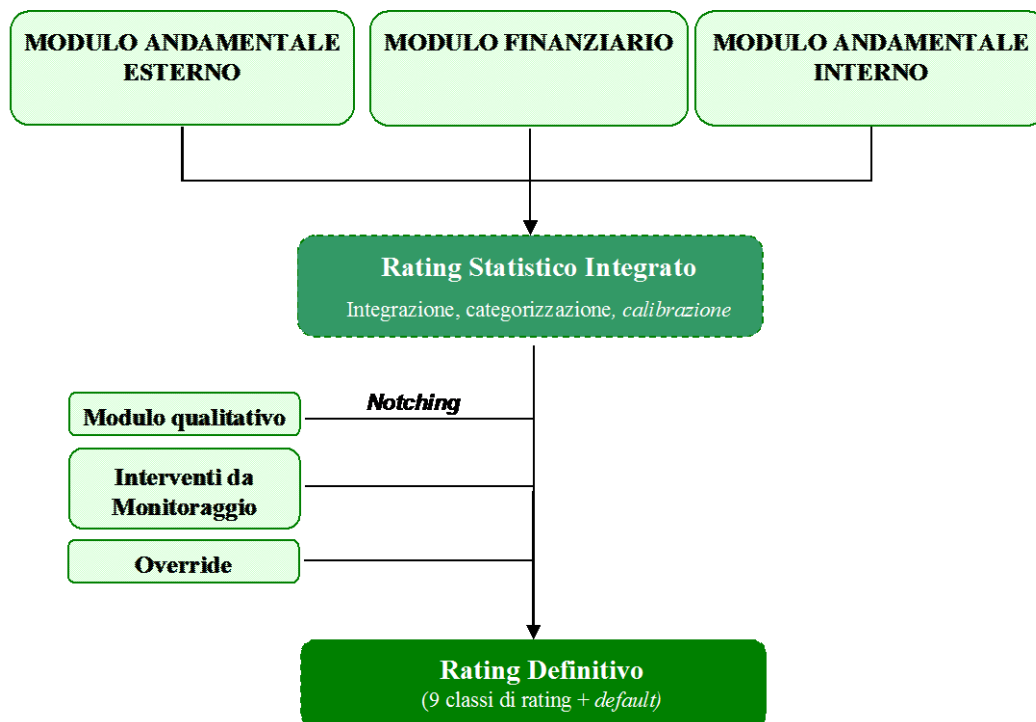 MODULO ANDAMENTALE
ESTERNO
MODULO FINANZIARIO
MODULO ANDAMENTALE
INTERNO
Rating Statistico Integrato
Integrazione, categorizzazione, calibrazione
Notching
Modulo qualitativo
Interventi da
Monitoraggio
Override
Rating Definitivo
(9 classi di rating + default)